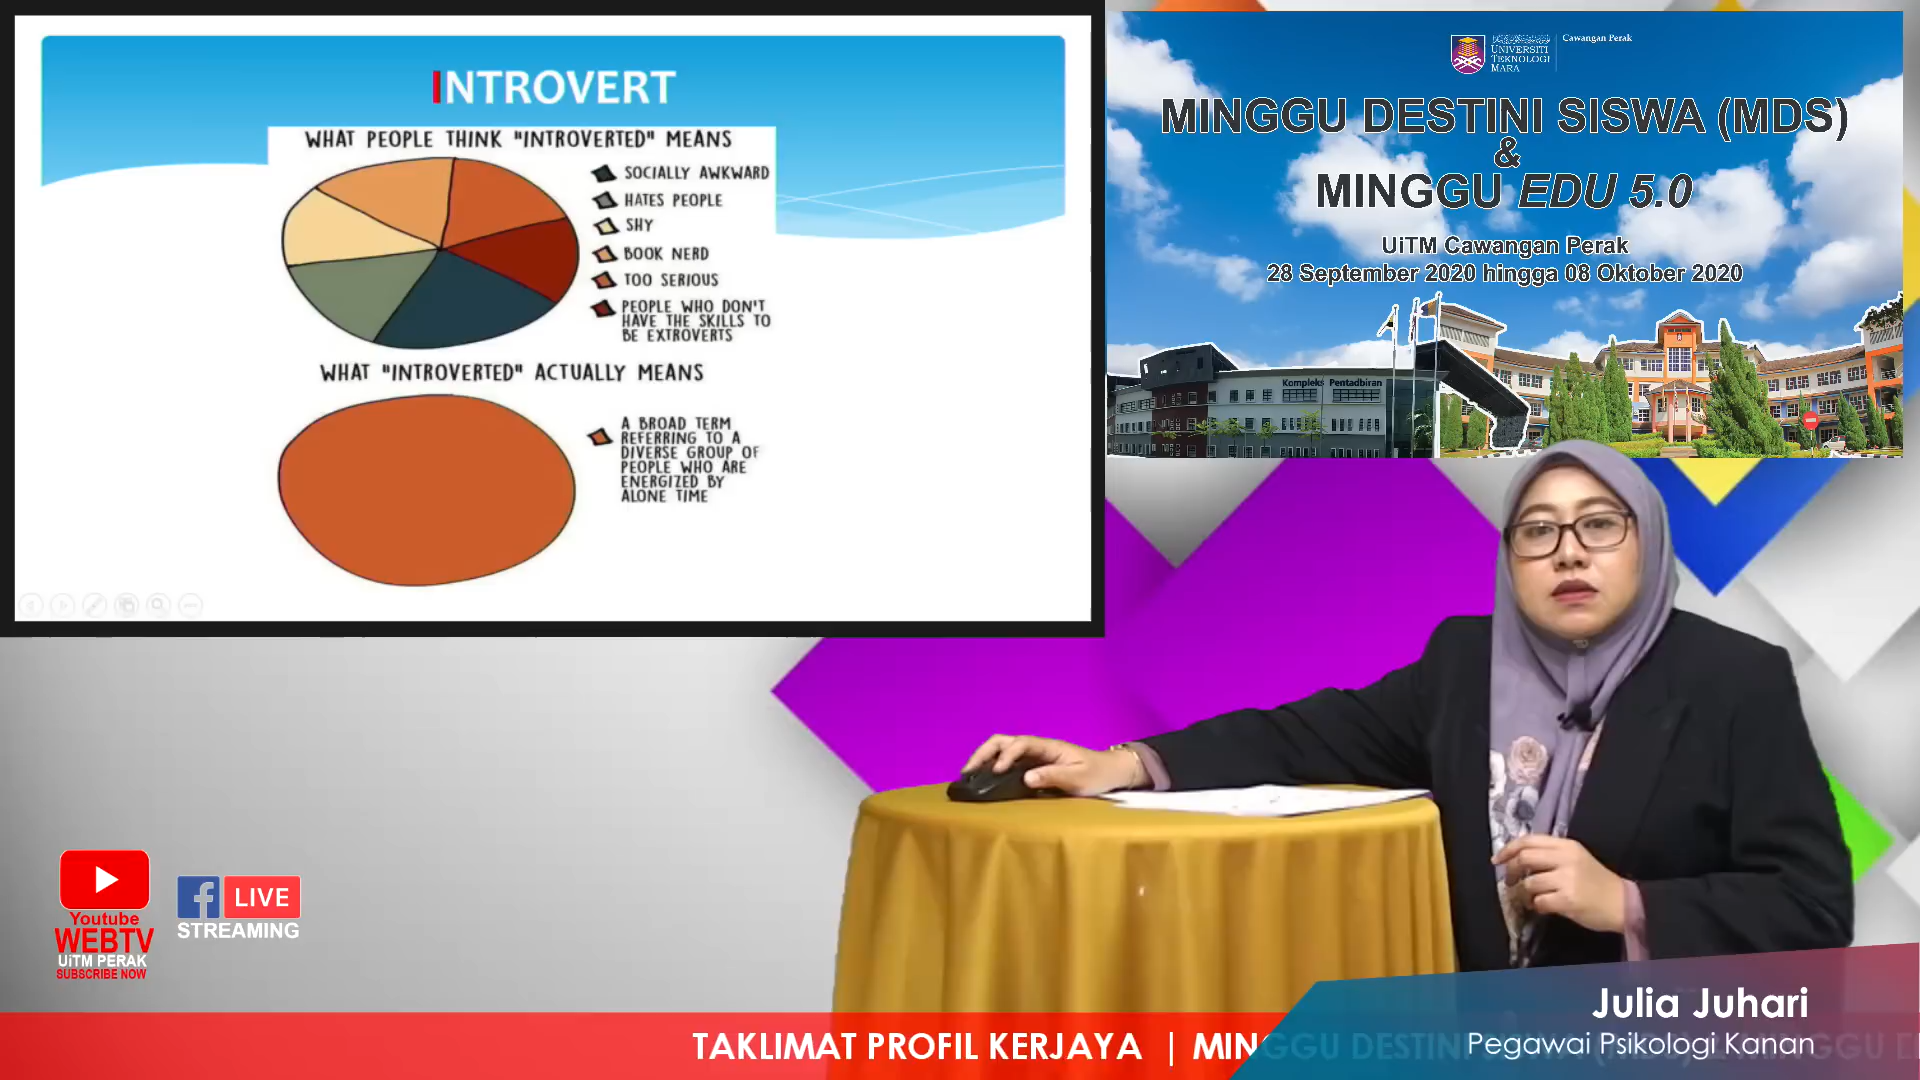 INTROVERT
WHAT PEOPLE THINK "INTROVERTED" MEANS
SOCIALLY AWKWARD
HATES PEOPLE
SHY
BOOK NERD
TOO SERIOUS
PEOPLE WHO DON'T
HAVE THE SKILLS TO
BE EXTROVERTS
WHAT "INTROVERTED" ACTUALLY MEANS
A BROAD TERM
REFERRING TO A
DIVERSE GROUP OF
PEOPLE WHO ARE
ENERGIZED BY
ALONE TIME
UNIVERSITI
TEKNOLOGI
MARA
Cawangan Perak
MINGGU DESTINI SISWA (MDS)
&
MINGGU EDU 5.0
UiTM Cawangan Perak
28 September 2020 hingga 08 Oktober 2020
Kompleks Pentadbiran
Youtube
WEBTV
UiTM PERAK
SUBSCRIBE NOW
f LIVE
STREAMING
Julia Juhari
Pegawai Psikologi Kanan
TAKLIMAT PROFIL KERJAYA | MINGGU DESTINI